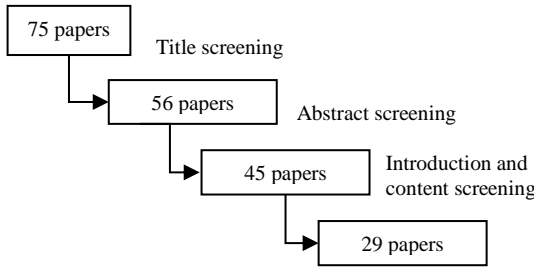 75 papers
Title screening
56 papers
Abstract screening
45 papers
Introduction and
content screening
29 papers